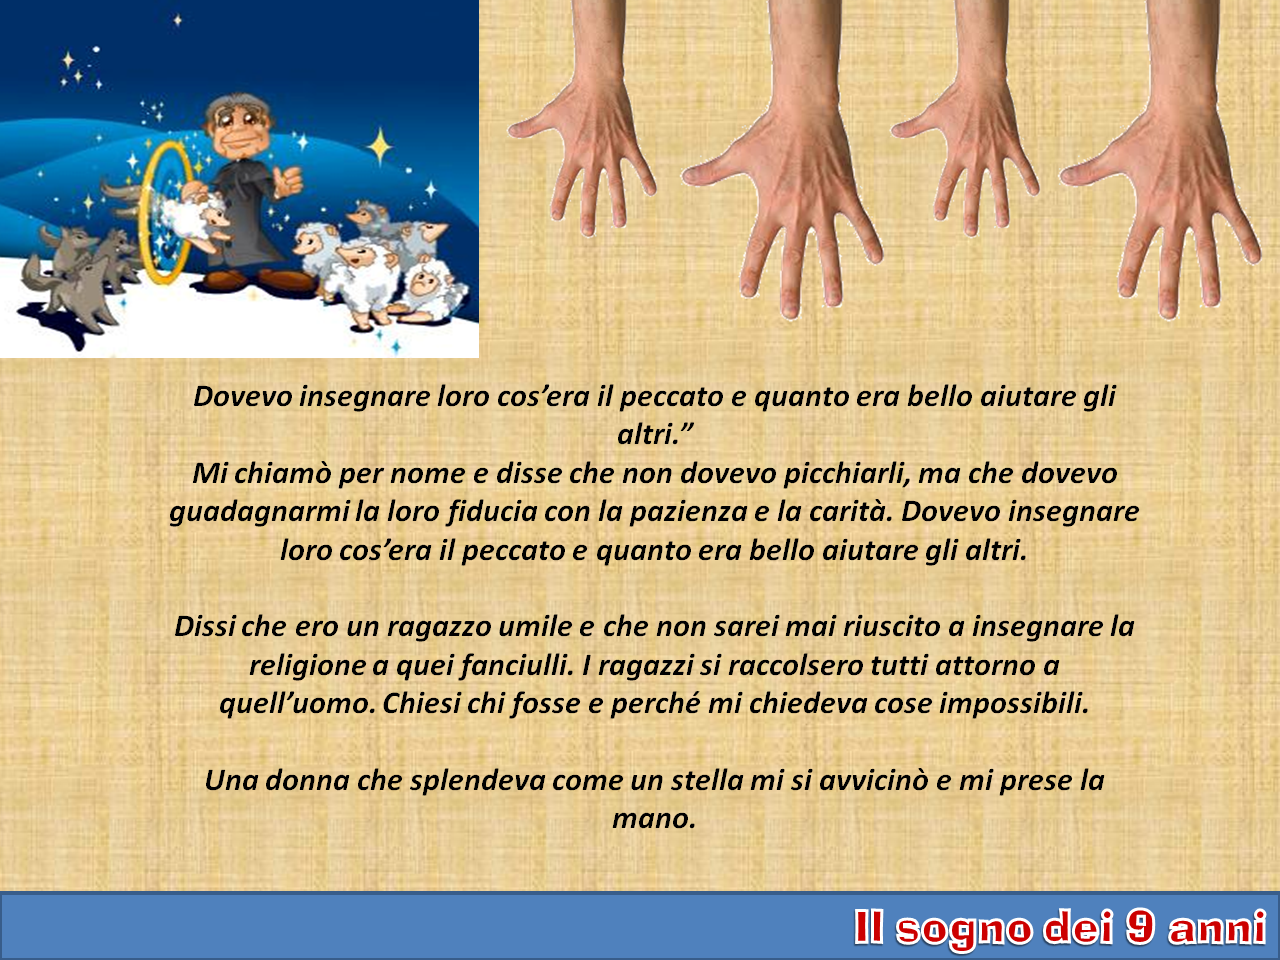 Dovevo insegnare loro cos’era il peccato e quanto era bello aiutare gli
altri.”
Mi chiamò per nome e disse che non dovevo picchiarli, ma che dovevo
guadagnarmi la loro fiducia con la pazienza e la carità. Dovevo insegnare
loro cos’era il peccato e quanto era bello aiutare gli altri.
Dissi che ero un ragazzo umile e che non sarei mai riuscito a insegnare la
religione a quei fanciulli. I ragazzi si raccolsero tutti attorno a
quell’uomo. Chiesi chi fosse e perché mi chiedeva cose impossibili.
Una donna che splendeva come un stella mi si avvicinò e mi prese la
mano.
Il sogno dei 9 anni